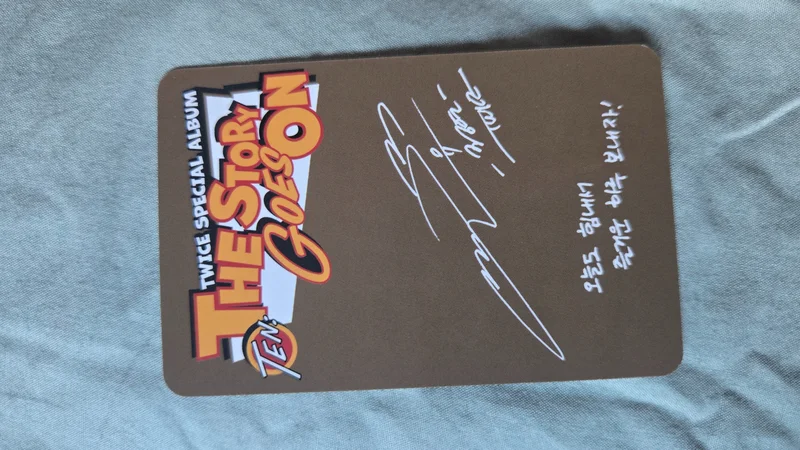 TWICE SPECIAL ALBUM
TEN:
THE STORY
GOES ON
오늘도 힘내서
즐거운 하루 보내자!